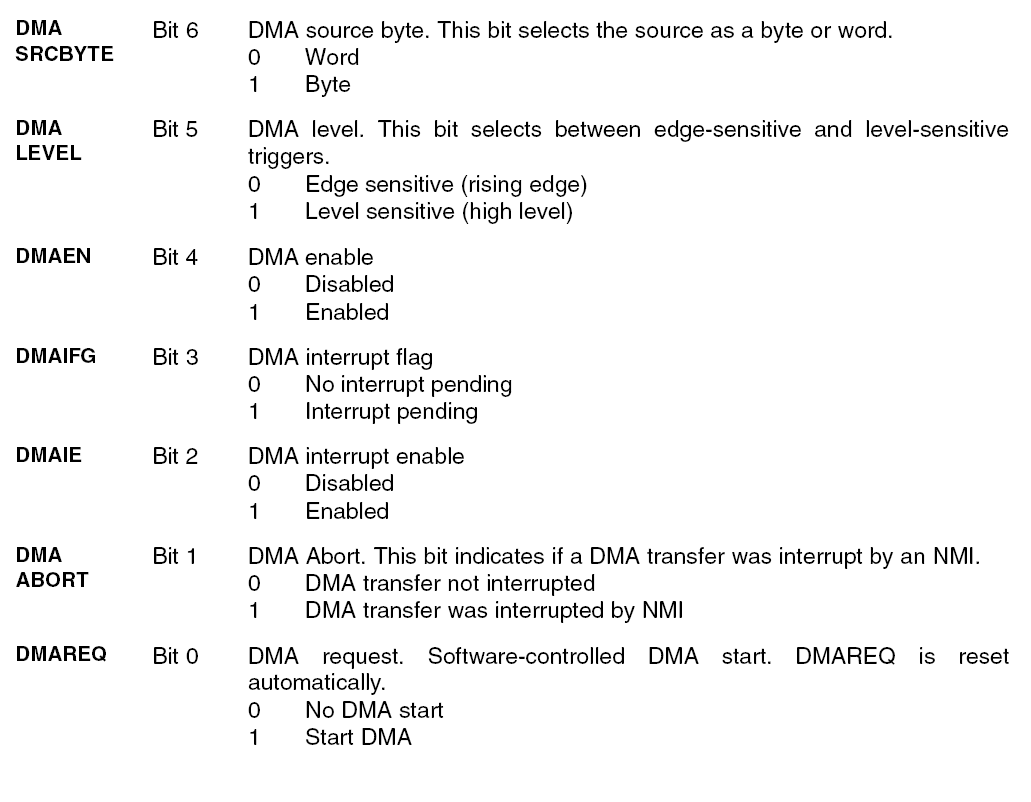 DMA SRCBYTE Bit 6 DMA source byte. This bit selects the source as a byte or word.
0 Word
1 Byte
DMA LEVEL Bit 5 DMA level. This bit selects between edge-sensitive and level-sensitive
triggers.
0 Edge sensitive (rising edge)
1 Level sensitive (high level)
DMAEN Bit 4 DMA enable
0 Disabled
1 Enabled
DMAIFG Bit 3 DMA interrupt flag
0 No interrupt pending
1 Interrupt pending
DMAIE Bit 2 DMA interrupt enable
0 Disabled
1 Enabled
DMA ABORT Bit 1 DMA Abort. This bit indicates if a DMA transfer was interrupt by an NMI.
0 DMA transfer not interrupted
1 DMA transfer was interrupted by NMI
DMAREQ Bit 0 DMA request. Software-controlled DMA start. DMAREQ is reset
automatically.
0 No DMA start
1 Start DMA